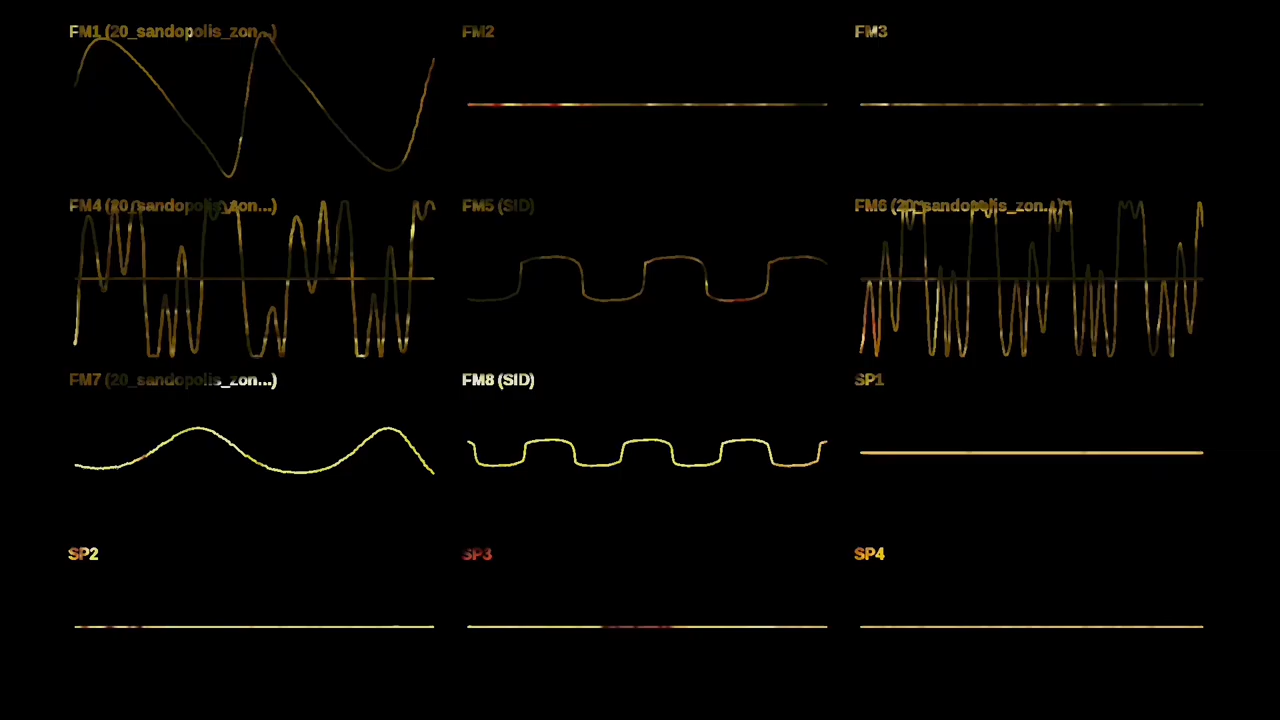 FM1 (20_sandopolis_zon...)
FM2
FM3
FM4 (20_sandopolis_zon...)
FM5 (SID)
FM6 (20_sandopolis_zon...)
FM7 (20_sandopolis_zon...)
FM8 (SID)
SP1
SP2
SP3
SP4